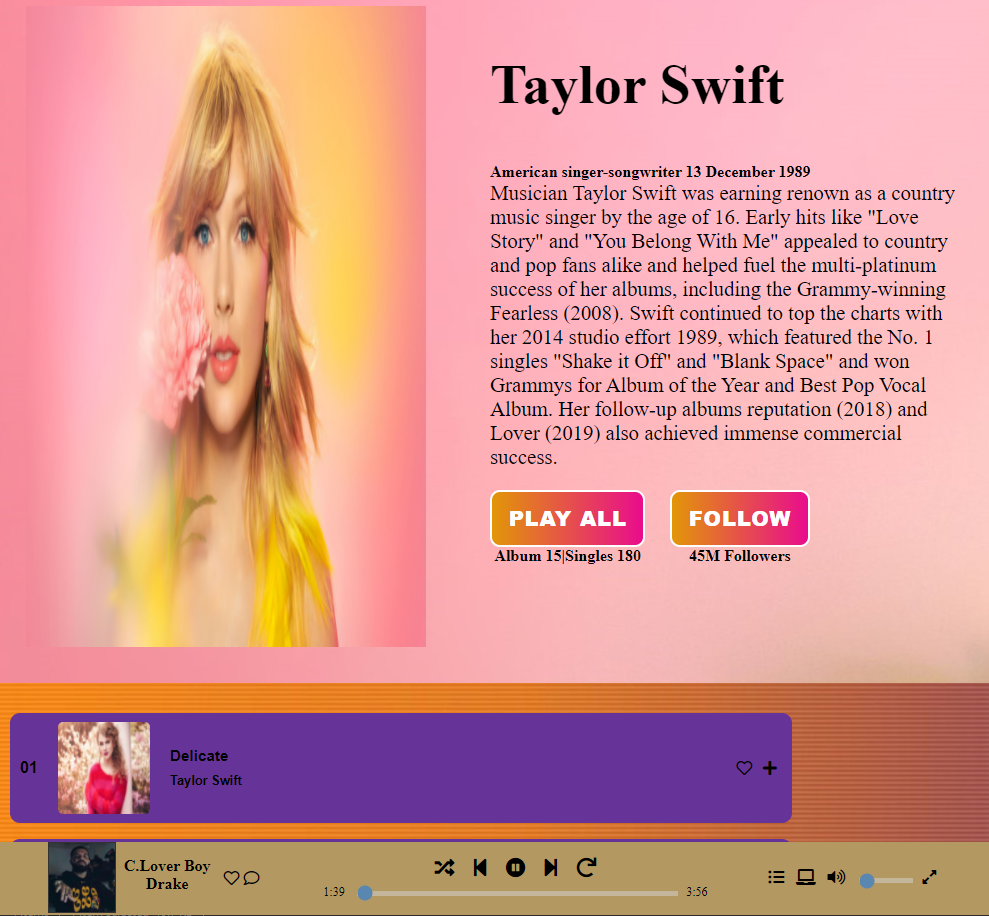 Taylor Swift
American singer-songwriter 13 December 1989
Musician Taylor Swift was earning renown as a country
music singer by the age of 16. Early hits like "Love
Story" and "You Belong With Me" appealed to country
and pop fans alike and helped fuel the multi-platinum
success of her albums, including the Grammy-winning
Fearless (2008). Swift continued to top the charts with
her 2014 studio effort 1989, which featured the No. 1
singles "Shake it Off" and "Blank Space" and won
Grammys for Album of the Year and Best Pop Vocal
Album. Her follow-up albums reputation (2018) and
Lover (2019) also achieved immense commercial
success.
PLAY ALL FOLLOW
Album 15|Singles 180 45M Followers
01
Delicate
Taylor Swift
C.Lover Boy
Drake
1:39 3:56